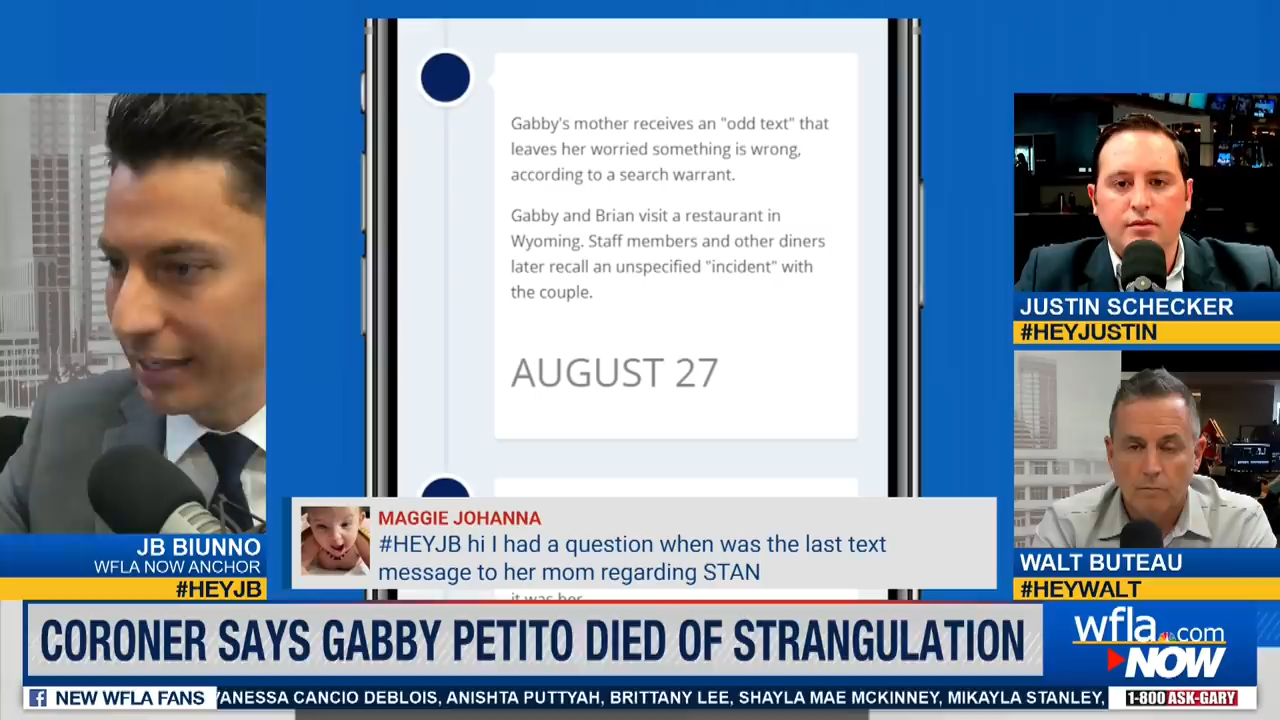 Gabby's mother receives an "odd text" that
leaves her worried something is wrong,
according to a search warrant.
Gabby and Brian visit a restaurant in
Wyoming. Staff members and other diners
later recall an unspecified "incident" with
the couple.
AUGUST 27
JUSTIN SCHECKER
#HEYJUSTIN
JB BIUNNO
WFLA NOW ANCHOR
#HEYJB
MAGGIE JOHANNA
#HEYJB hi I had a question when was the last text
message to her mom regarding STAN
it was her
WALT BUTEAU
#HEYWALT
CORONER SAYS GABBY PETITO DIED OF STRANGULATION
wfla.com
NOW
NEW WFLA FANS
VANESSA CANCIO DEBLOIS, ANISHTA PUTTYAH, BRITTANY LEE, SHAYLA MAE MCKINNEY, MIKAYLA STANLEY,
1-800 ASK-GARY